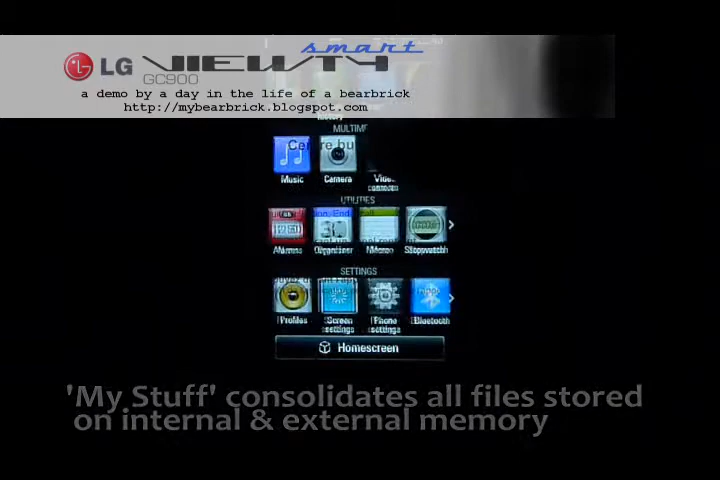 smart
LG VIEWTY
GC900
a demo by a day in the life of a bearbrick
http://mybearbrick.blogspot.com
Music Camera
UTILITIES
Alarms Organiser Memo Stopwatch
SETTINGS
Profiles Screen settings Phone settings Bluetooth
Homescreen
'My Stuff' consolidates all files stored
on internal & external memory